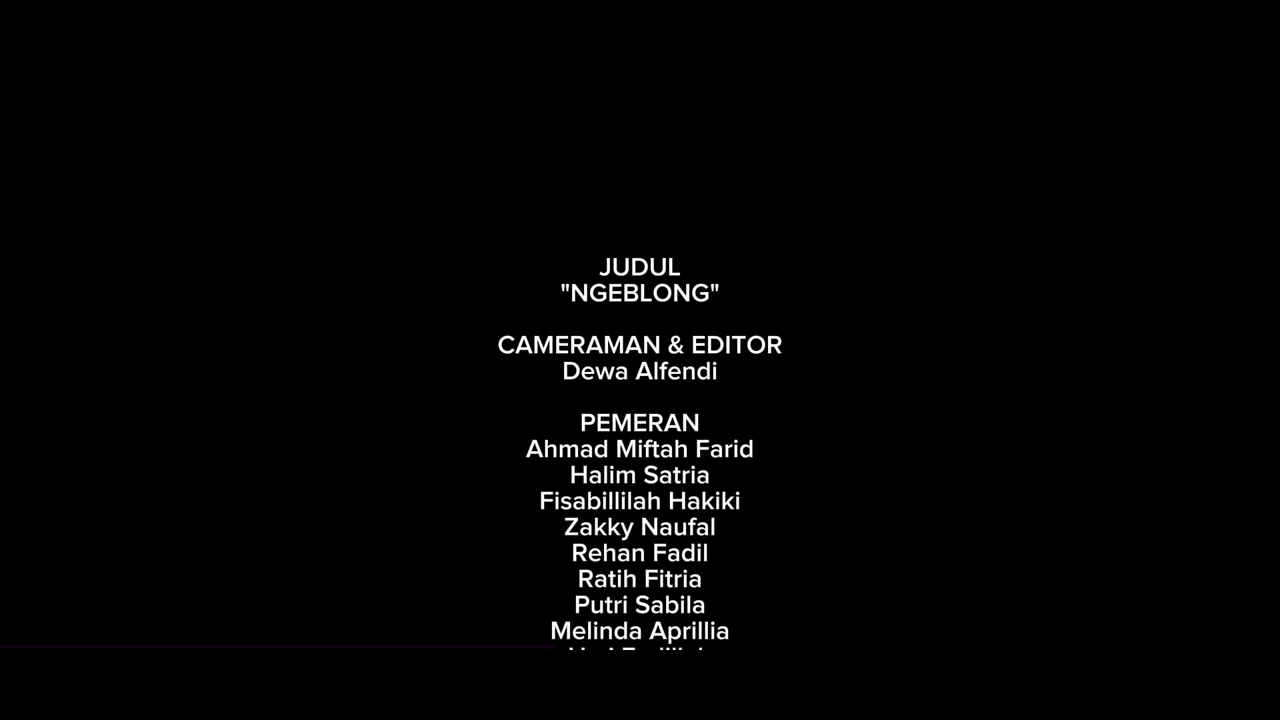 JUDUL
"NGEBLONG"
CAMERAMAN & EDITOR
Dewa Alfendi
PEMERAN
Ahmad Miftah Farid
Halim Satria
Fisabillilah Hakiki
Zakky Naufal
Rehan Fadil
Ratih Fitria
Putri Sabila
Melinda Aprillia